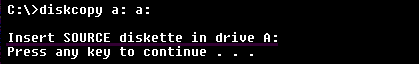 C:\>diskcopy a: a:
Insert SOURCE diskette in drive A:
Press any key to continue . . .